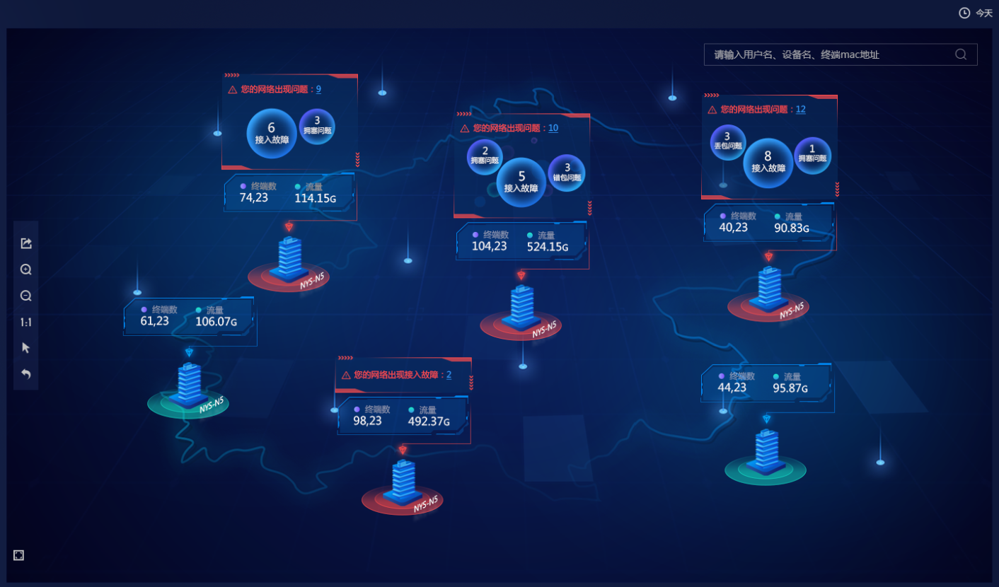 今天
请输入用户名、设备名、终端mac地址
您的网络出现问题：9
6
接入故障
3
拥塞问题
终端数
流量
74,23
114.15G
NYS-N5
您的网络出现问题：10
2
拥塞问题
5
接入故障
3
错包问题
终端数
流量
104,23
524.15G
NYS-N5
您的网络出现问题：12
3
丢包问题
8
接入故障
1
拥塞问题
终端数
流量
40,23
90.83G
NYS-N5
1:1
终端数
流量
61,23
106.07G
NYS-N5
您的网络出现接入故障：2
终端数
流量
98,23
492.37G
NYS-N5
终端数
流量
44,23
95.87G